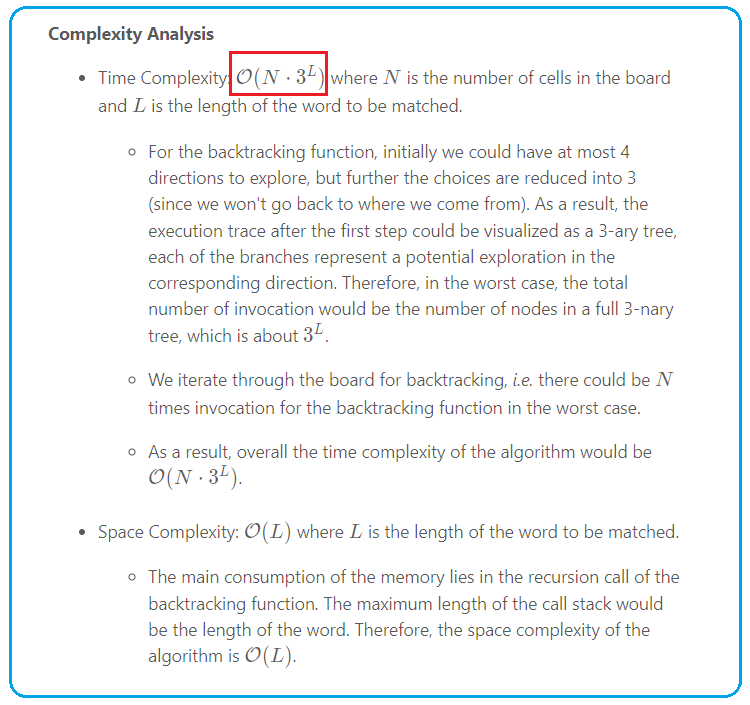 Complexity Analysis
• Time Complexity: O(N · 3^L) where N is the number of cells in the board
and L is the length of the word to be matched.
◦ For the backtracking function, initially we could have at most 4
directions to explore, but further the choices are reduced into 3
(since we won't go back to where we come from). As a result, the
execution trace after the first step could be visualized as a 3-ary tree,
each of the branches represent a potential exploration in the
corresponding direction. Therefore, in the worst case, the total
number of invocation would be the number of nodes in a full 3-nary
tree, which is about 3^L.
◦ We iterate through the board for backtracking, i.e. there could be N
times invocation for the backtracking function in the worst case.
◦ As a result, overall the time complexity of the algorithm would be
O(N · 3^L).
• Space Complexity: O(L) where L is the length of the word to be matched.
◦ The main consumption of the memory lies in the recursion call of the
backtracking function. The maximum length of the call stack would
be the length of the word. Therefore, the space complexity of the
algorithm is O(L).